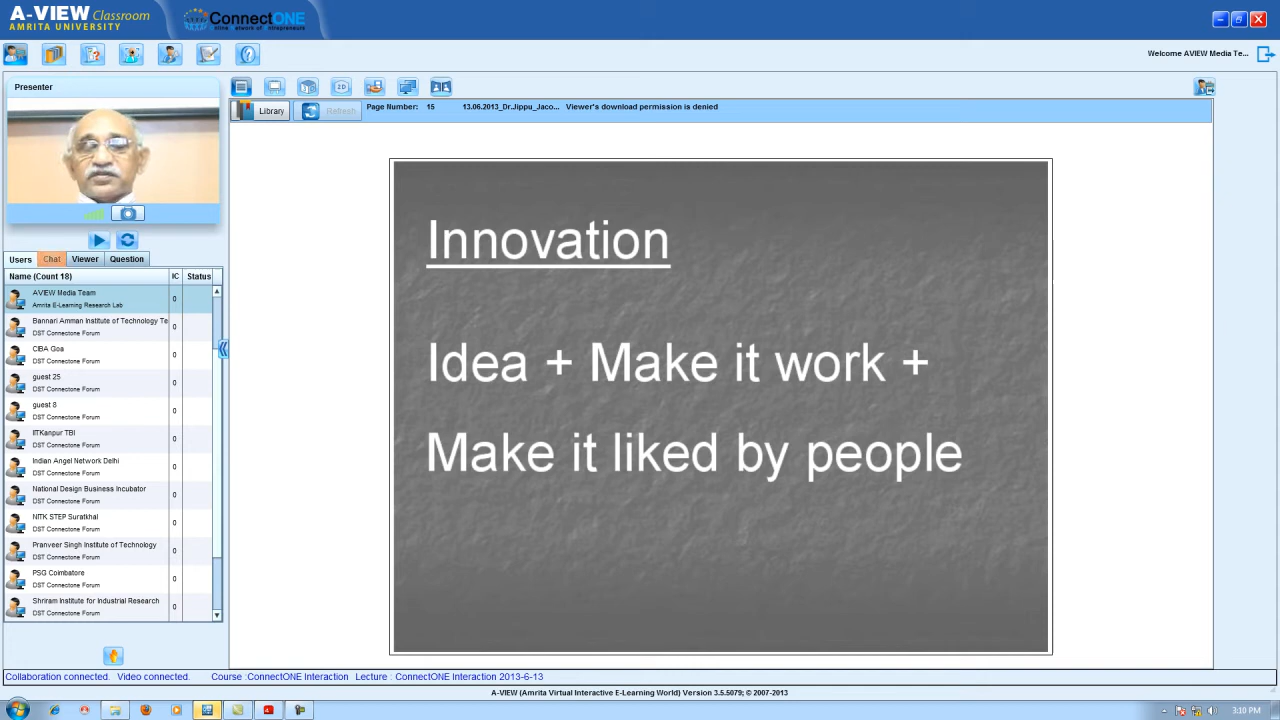 A-VIEW Classroom
AMRITA UNIVERSITY
ConnectONE
Welcome AVIEW Media Te...
Presenter
Library
Refresh
Page Number: 15
13.06.2013_Dr.Jippu_Jaco...
Viewer's download permission is denied
Innovation
Idea + Make it work +
Make it liked by people
Users
Chat
Viewer
Question
Name (Count 18) IC Status
AVIEW Media Team
Amrita E-Learning Research Lab
0
Bannari Amman Institute of Technology Te
DST Connectone Forum
0
CIBA Goa
DST Connectone Forum
0
guest 25
DST Connectone Forum
0
guest 8
DST Connectone Forum
0
IITKanpur TBI
DST Connectone Forum
0
Indian Angel Network Delhi
DST Connectone Forum
0
National Design Business Incubator
DST Connectone Forum
0
NITK STEP Suratkhal
DST Connectone Forum
0
Pranveer Singh Institute of Technology
DST Connectone Forum
0
PSG Coimbatore
DST Connectone Forum
0
Shriram Institute for Industrial Research
DST Connectone Forum
0
Collaboration connected. Video connected. Course :ConnectONE Interaction Lecture : ConnectONE Interaction 2013-6-13
A-VIEW (Amrita Virtual Interactive E-Learning World) Version 3.5.5079; © 2007-2013
3:10 PM